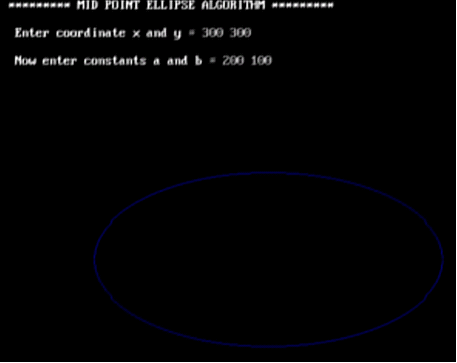 ********* MID POINT ELLIPSE ALGORITHM *********
Enter coordinate x and y = 300 300
Now enter constants a and b = 200 100